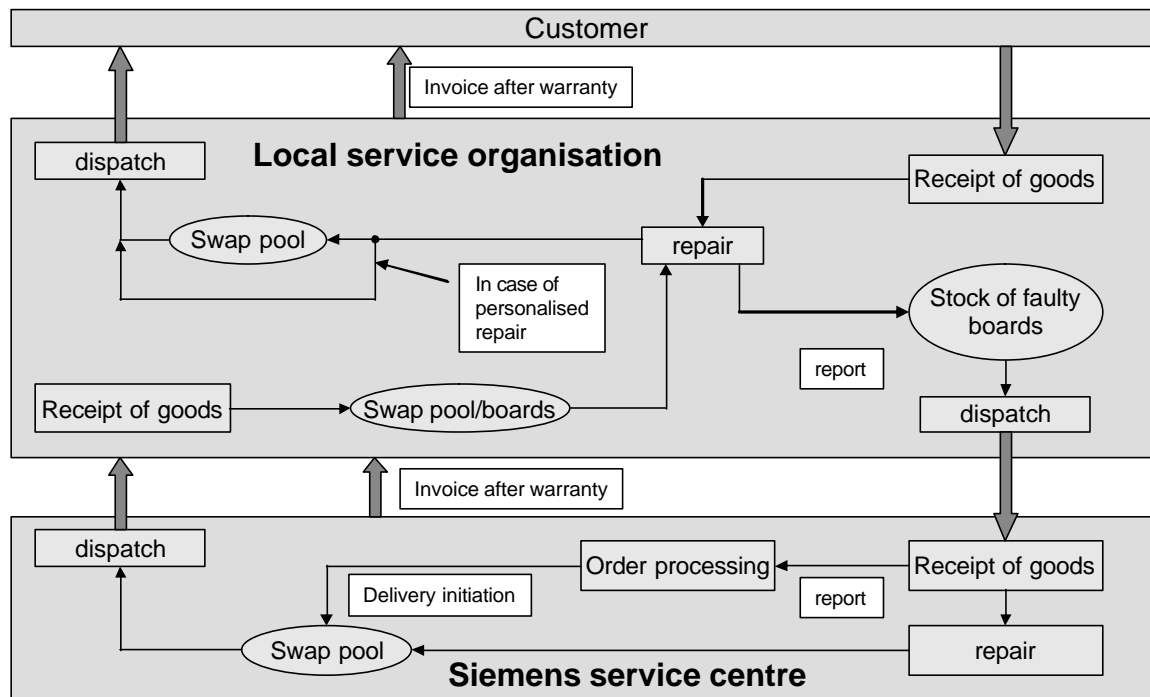 Customer
Invoice after warranty
Local service organisation
dispatch
Receipt of goods
Swap pool
repair
In case of
personalised
repair
Stock of faulty
boards
report
Receipt of goods
Swap pool/boards
dispatch
Invoice after warranty
dispatch
Order processing
Receipt of goods
Delivery initiation
report
Swap pool
repair
Siemens service centre